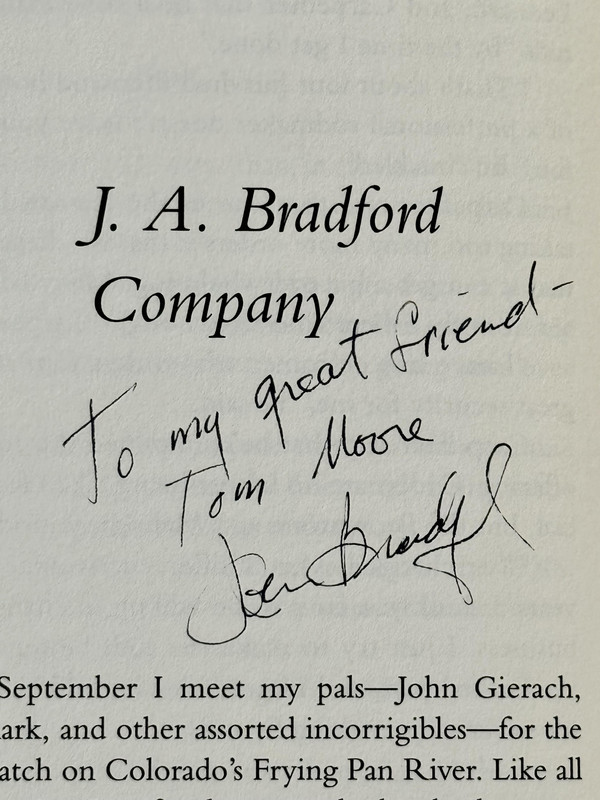 J. A. Bradford
Company
To my great friend-
Tom Moore
Bradford
September I meet my pals—John Gierach,
ark, and other assorted incorrigibles—for the
atch on Colorado's Frying Pan River. Like all